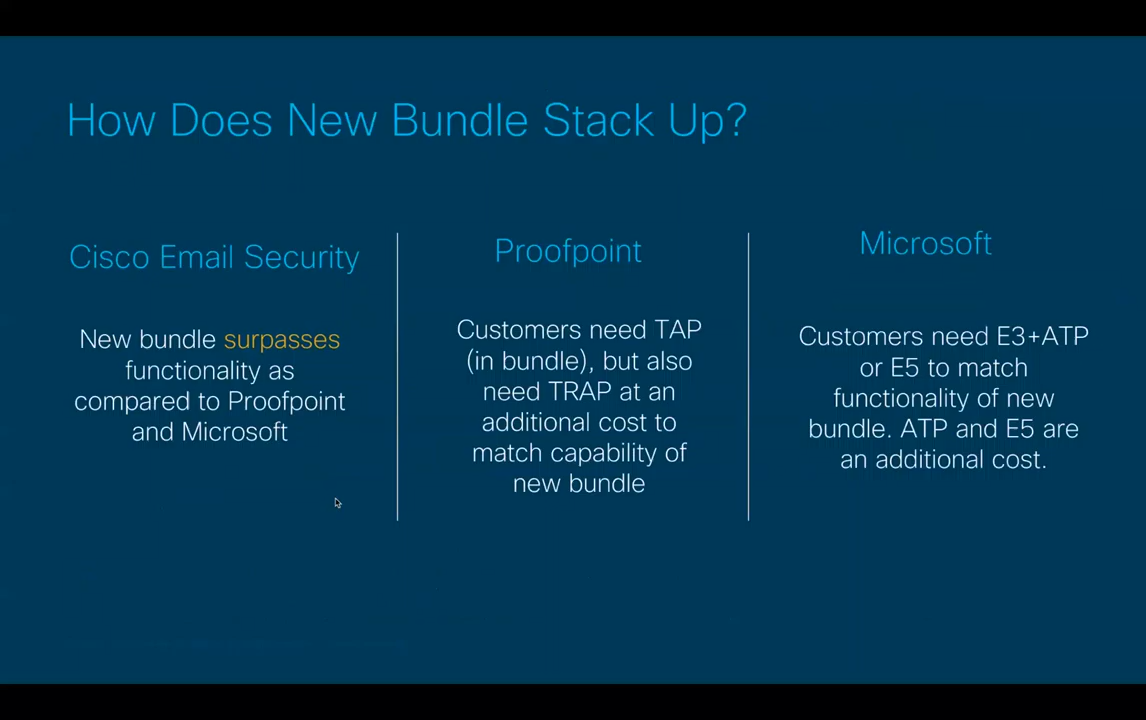 How Does New Bundle Stack Up?
Cisco Email Security
New bundle surpasses
functionality as
compared to Proofpoint
and Microsoft
Proofpoint
Customers need TAP
(in bundle), but also
need TRAP at an
additional cost to
match capability of
new bundle
Microsoft
Customers need E3+ATP
or E5 to match
functionality of new
bundle. ATP and E5 are
an additional cost.